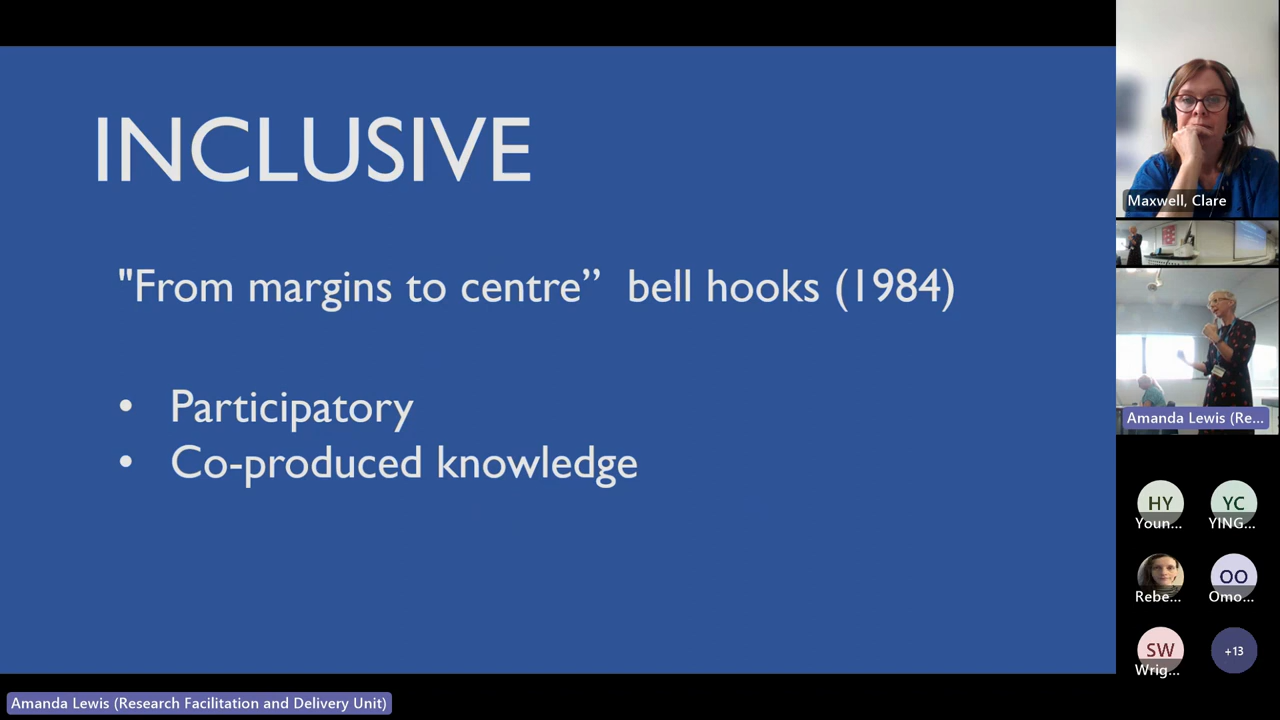 INCLUSIVE
"From margins to centre” bell hooks (1984)
• Participatory
• Co-produced knowledge
Maxwell, Clare
Amanda Lewis (Re...
HY
YC
Youn...
YING...
OO
Rebe...
Omo...
SW
+13
Wrig...
Amanda Lewis (Research Facilitation and Delivery Unit)